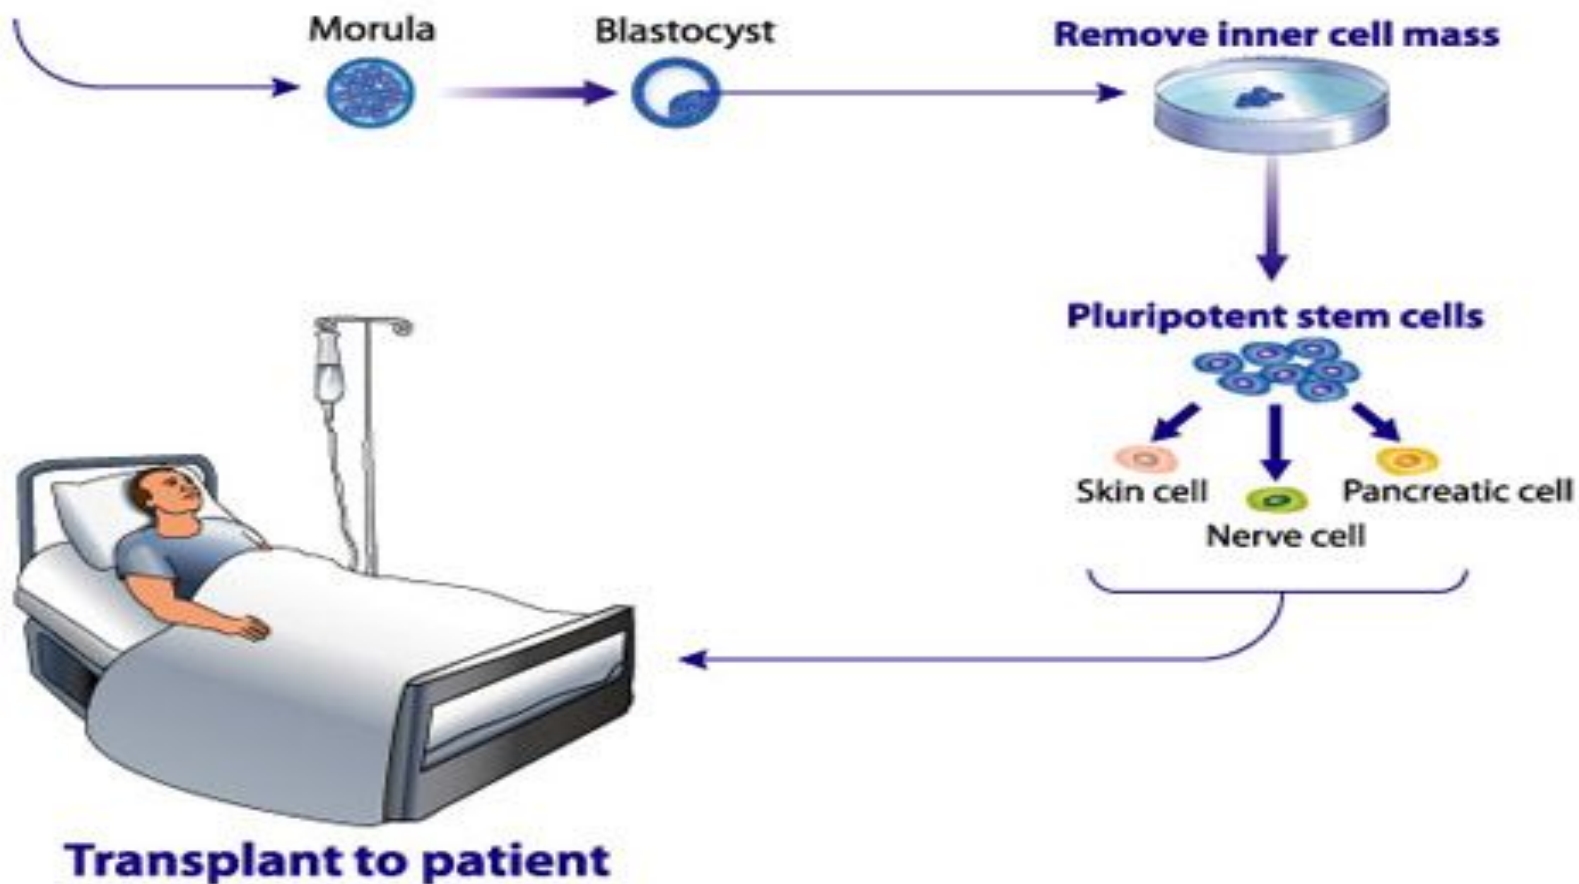 Morula
Blastocyst
Remove inner cell mass
Pluripotent stem cells
Skin cell
Nerve cell
Pancreatic cell
Transplant to patient